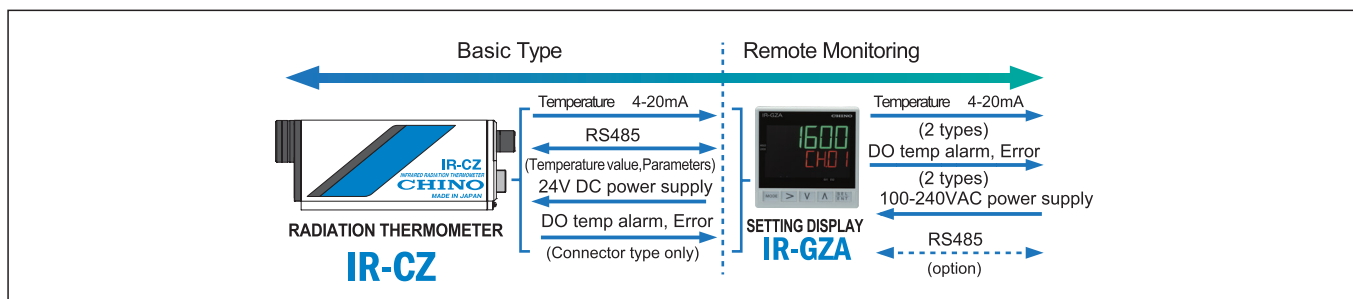 Basic Type
Remote Monitoring
IR-CZ
INFRARED RADIATION THERMOMETER
CHINO
MADE IN JAPAN
RADIATION THERMOMETER
IR-CZ
Temperature 4-20mA
RS485
(Temperature value,Parameters)
24V DC power supply
DO temp alarm, Error
(Connector type only)
IR-GZA CHINO
1600
CH.01
MODE
SETTING DISPLAY
IR-GZA
Temperature 4-20mA
(2 types)
DO temp alarm, Error
(2 types)
100-240VAC power supply
RS485
(option)